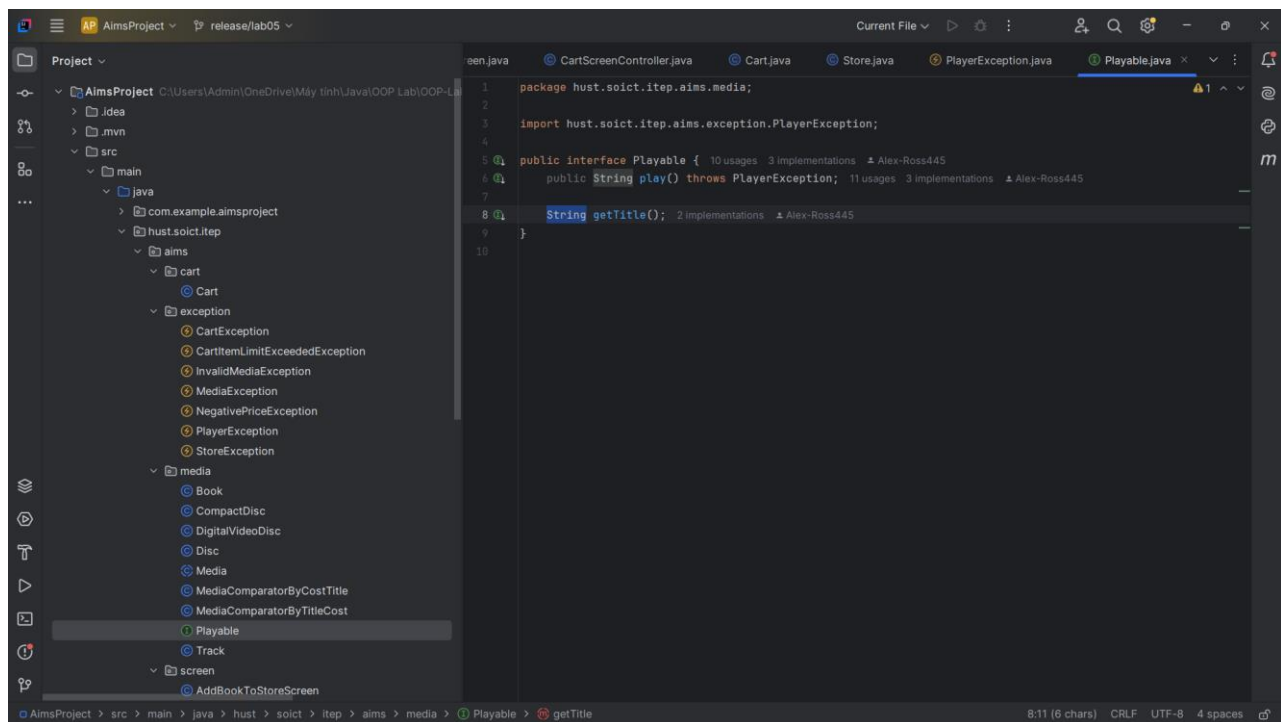 AP AimsProject release/lab05 Current File
Project
een.java CartScreenController.java Cart.java Store.java PlayerException.java Playable.java
AimsProject C:\Users\Admin\OneDrive\Máy tính\Java\OOP Lab\OOP-La
.idea
.mvn
src
main
java
com.example.aimsproject
hust.soict.itep
aims
cart
Cart
exception
CartException
CartItemLimitExceededException
InvalidMediaException
MediaException
NegativePriceException
PlayerException
StoreException
media
Book
CompactDisc
DigitalVideoDisc
Disc
Media
MediaComparatorByCostTitle
MediaComparatorByTitleCost
Playable
Track
screen
AddBookToStoreScreen
1 package hust.soict.itep.aims.media;
2
3 import hust.soict.itep.aims.exception.PlayerException;
4
5 public interface Playable { 10 usages 3 implementations Alex-Ross445
6 public String play() throws PlayerException; 11 usages 3 implementations Alex-Ross445
7
8 String getTitle(); 2 implementations Alex-Ross445
9 }
10
1
m
AimsProject > src > main > java > hust > soict > itep > aims > media > Playable > getTitle 8:11 (6 chars) CRLF UTF-8 4 spaces